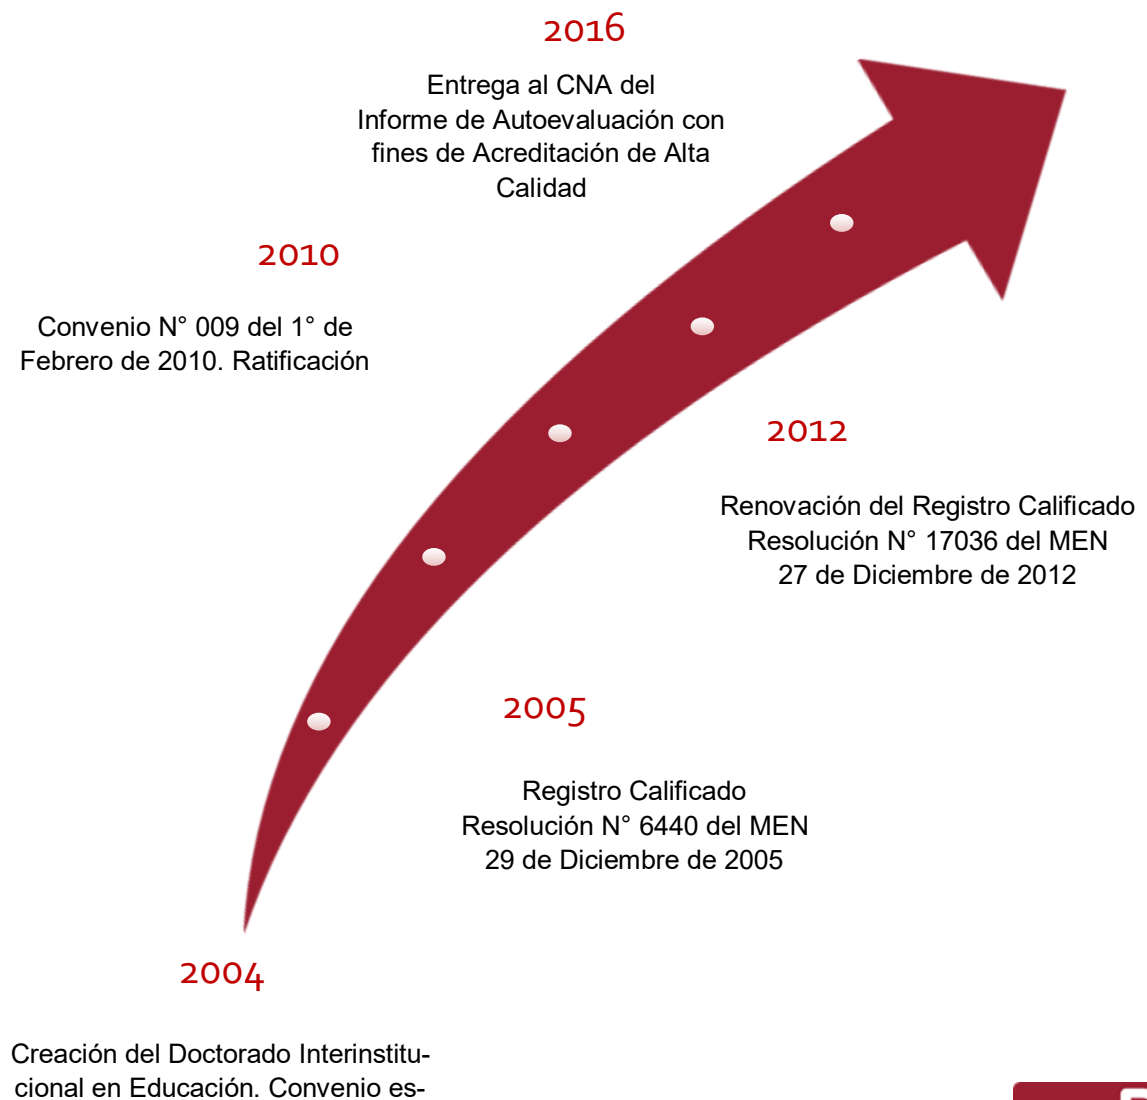 2016
Entrega al CNA del
Informe de Autoevaluación con
fines de Acreditación de Alta
Calidad
2010
Convenio N° 009 del 1° de
Febrero de 2010. Ratificación
2012
Renovación del Registro Calificado
Resolución N° 17036 del MEN
27 de Diciembre de 2012
2005
Registro Calificado
Resolución N° 6440 del MEN
29 de Diciembre de 2005
2004
Creación del Doctorado Interinstitu-
cional en Educación. Convenio es-